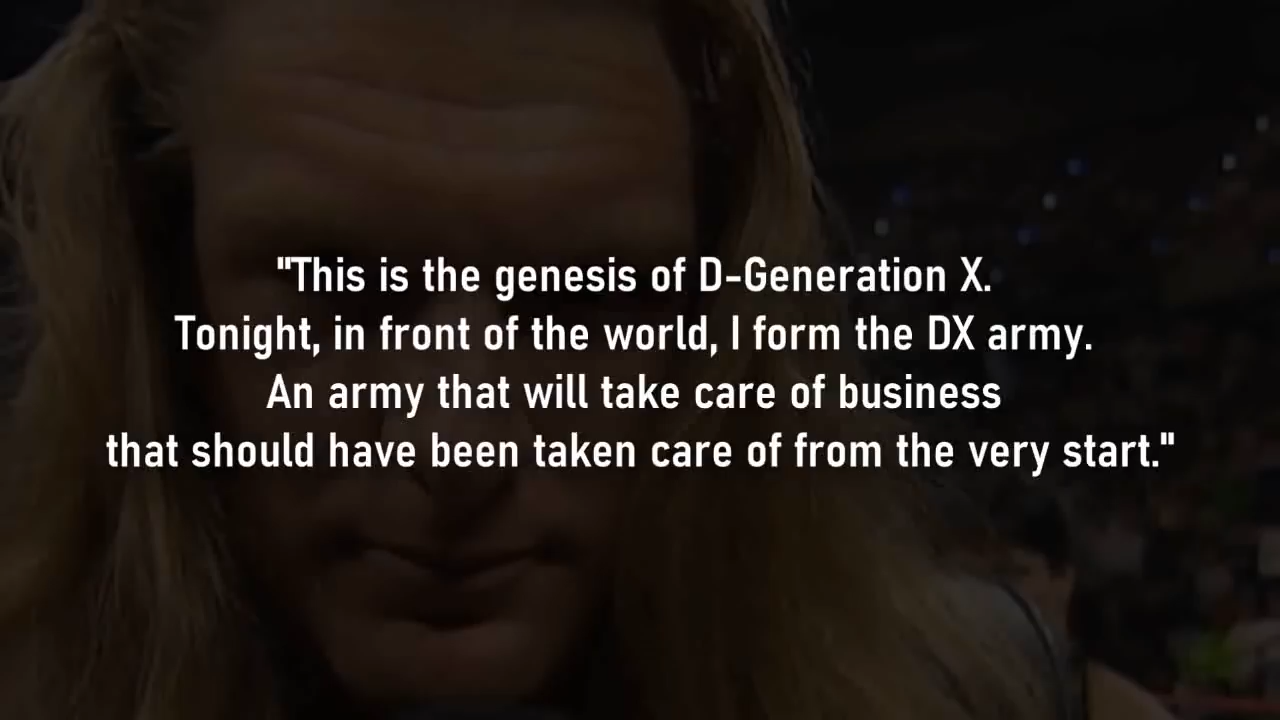 "This is the genesis of D-Generation X.
Tonight, in front of the world, I form the DX army.
An army that will take care of business
that should have been taken care of from the very start."